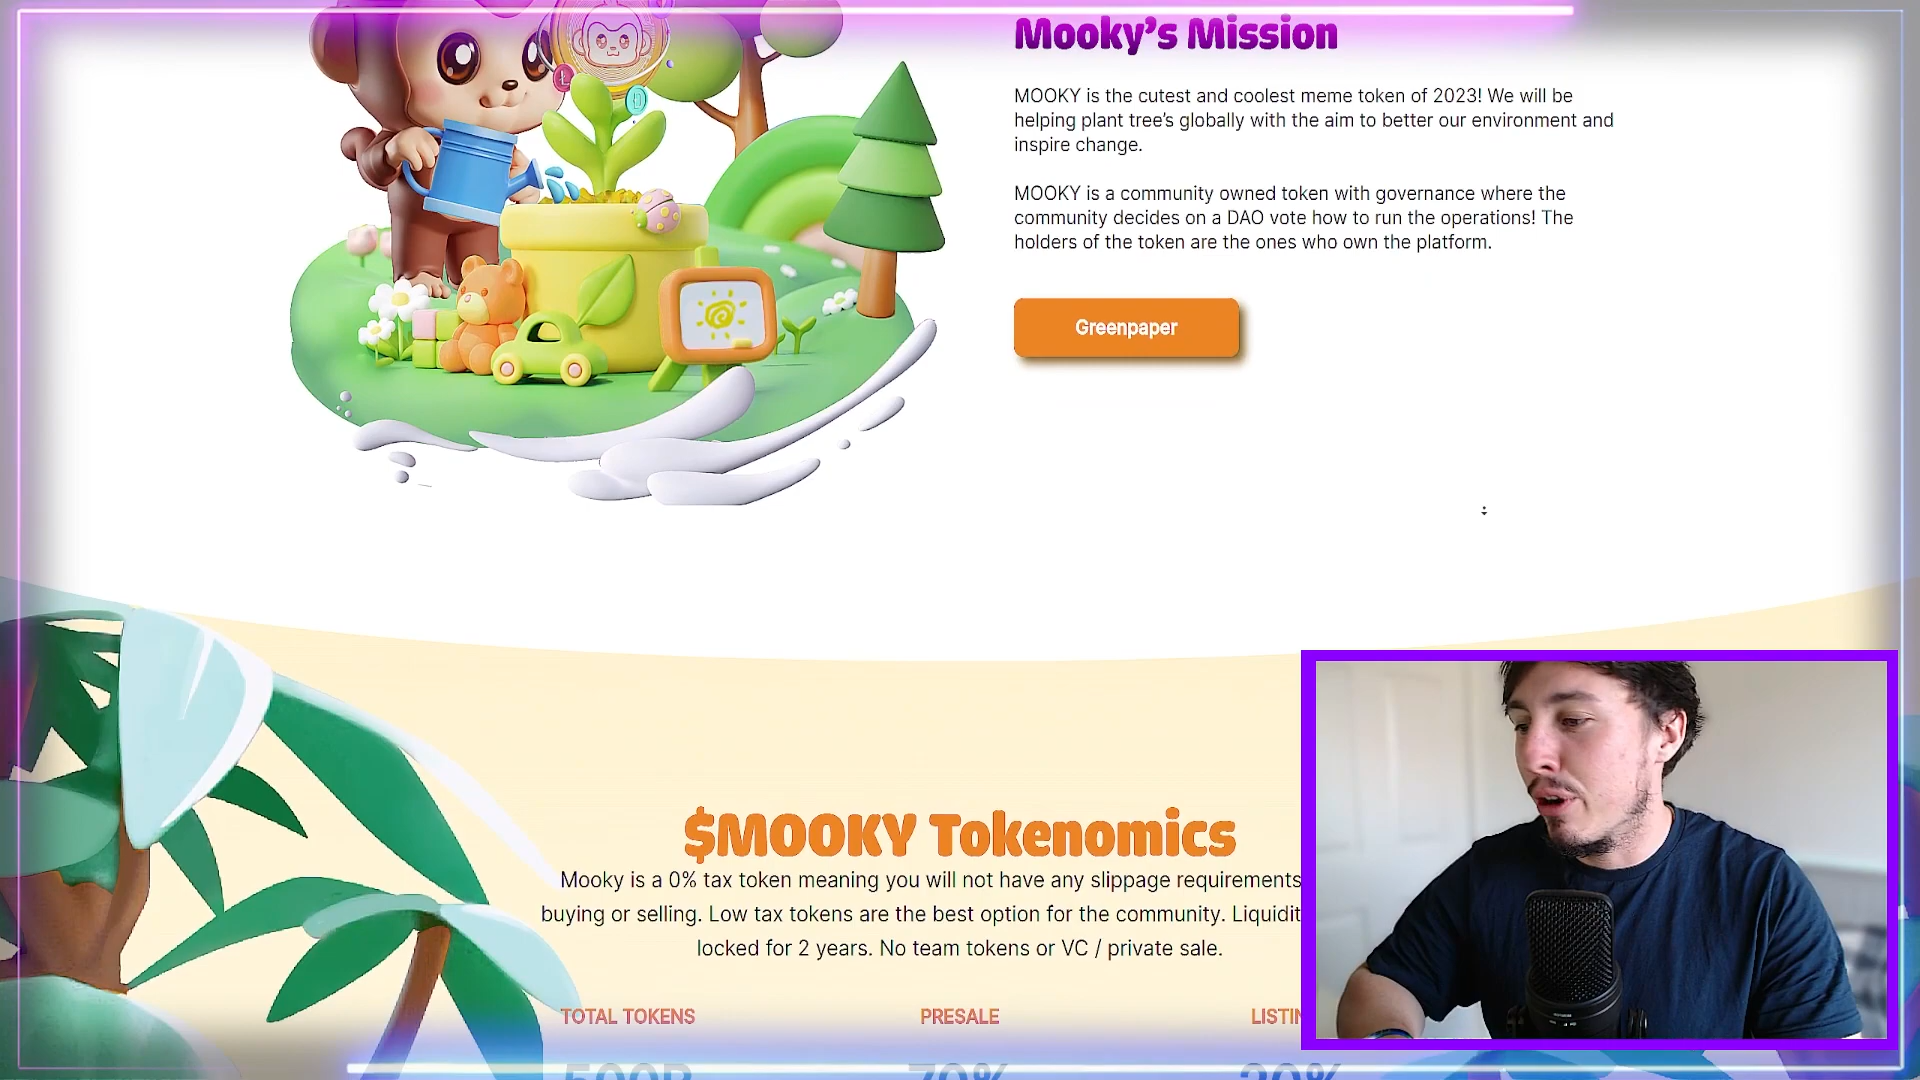 Mooky's Mission
MOOKY is the cutest and coolest meme token of 2023! We will be
helping plant tree's globally with the aim to better our environment and
inspire change.
MOOKY is a community owned token with governance where the
community decides on a DAO vote how to run the operations! The
holders of the token are the ones who own the platform.
Greenpaper
$MOOKY Tokenomics
Mooky is a 0% tax token meaning you will not have any slippage requirements
buying or selling. Low tax tokens are the best option for the community.
locked for 2 years. No team tokens or VC / private sale.
TOTAL TOKENS PRESALE